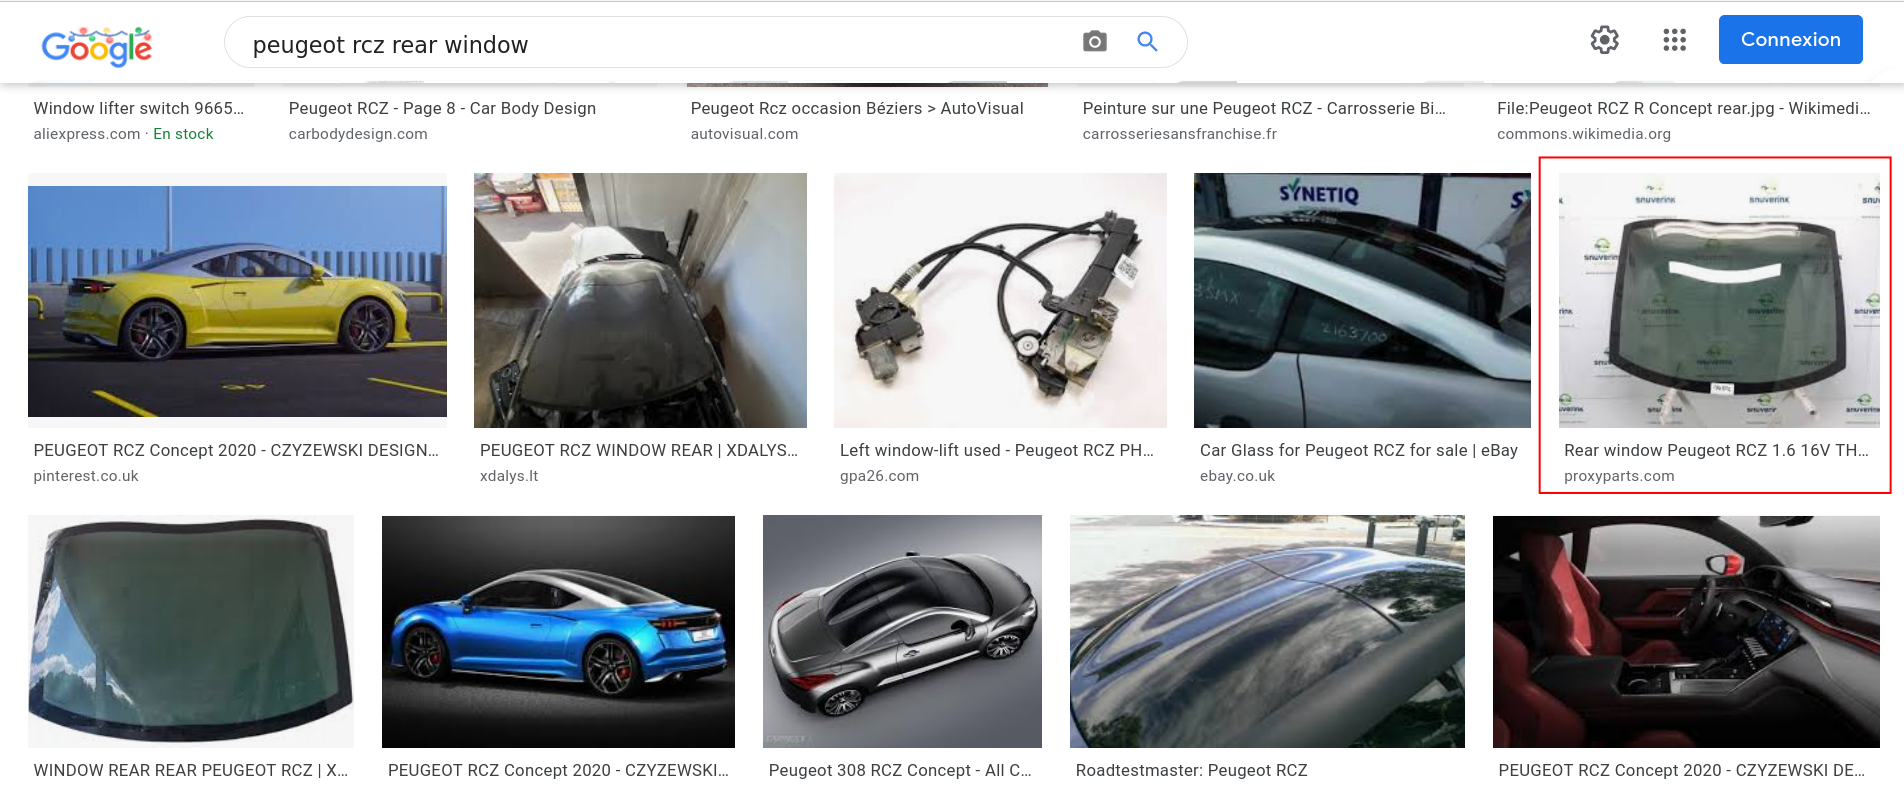 Google
peugeot rcz rear window
Connexion
Window lifter switch 9665...
aliexpress.com · En stock
Peugeot RCZ - Page 8 - Car Body Design
carbodydesign.com
Peugeot Rcz occasion Béziers > AutoVisual
autovisual.com
Peinture sur une Peugeot RCZ - Carrosserie Bi...
carrosseriesansfranchise.fr
File:Peugeot RCZ R Concept rear.jpg - Wikimedi...
commons.wikimedia.org
SYNETIQ
2163700
snuverink
snuverink
PEUGEOT RCZ Concept 2020 - CZYZEWSKI DESIGN...
pinterest.co.uk
PEUGEOT RCZ WINDOW REAR | XDALYS...
xdalys.lt
Left window-lift used - Peugeot RCZ PH...
gpa26.com
Car Glass for Peugeot RCZ for sale | eBay
ebay.co.uk
Rear window Peugeot RCZ 1.6 16V TH...
proxyparts.com
WINDOW REAR REAR PEUGEOT RCZ | X...
PEUGEOT RCZ Concept 2020 - CZYZEWSKI...
Peugeot 308 RCZ Concept - All C...
Roadtestmaster: Peugeot RCZ
PEUGEOT RCZ Concept 2020 - CZYZEWSKI DE...